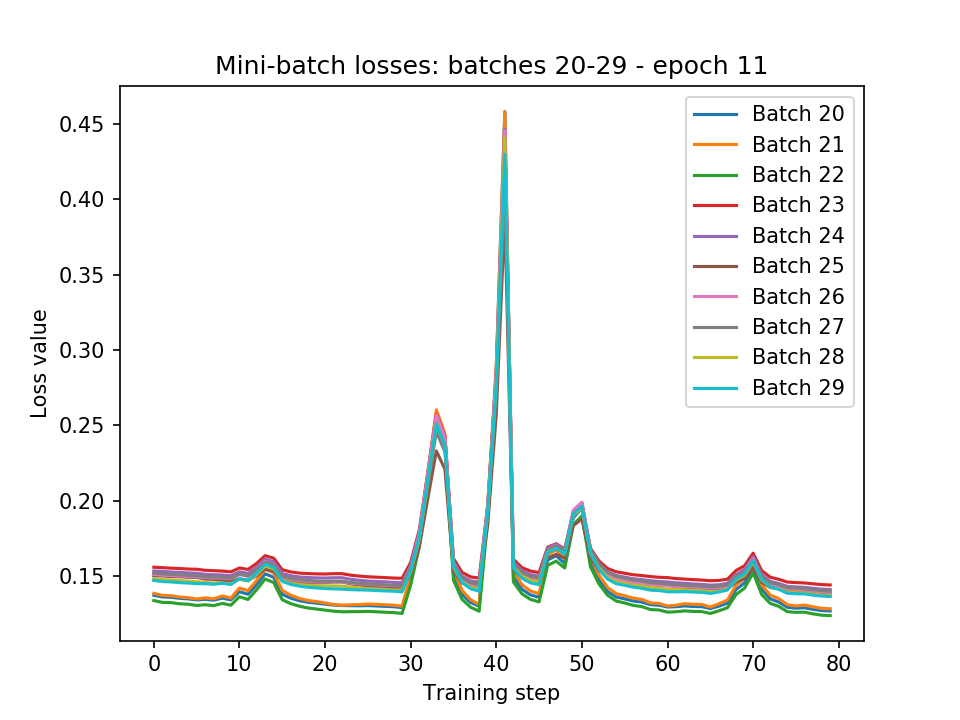 Mini-batch losses: batches 20-29 - epoch 11
Loss value
0.45
0.40
0.35
0.30
0.25
0.20
0.15
Batch 20
Batch 21
Batch 22
Batch 23
Batch 24
Batch 25
Batch 26
Batch 27
Batch 28
Batch 29
0 10 20 30 40 50 60 70 80
Training step